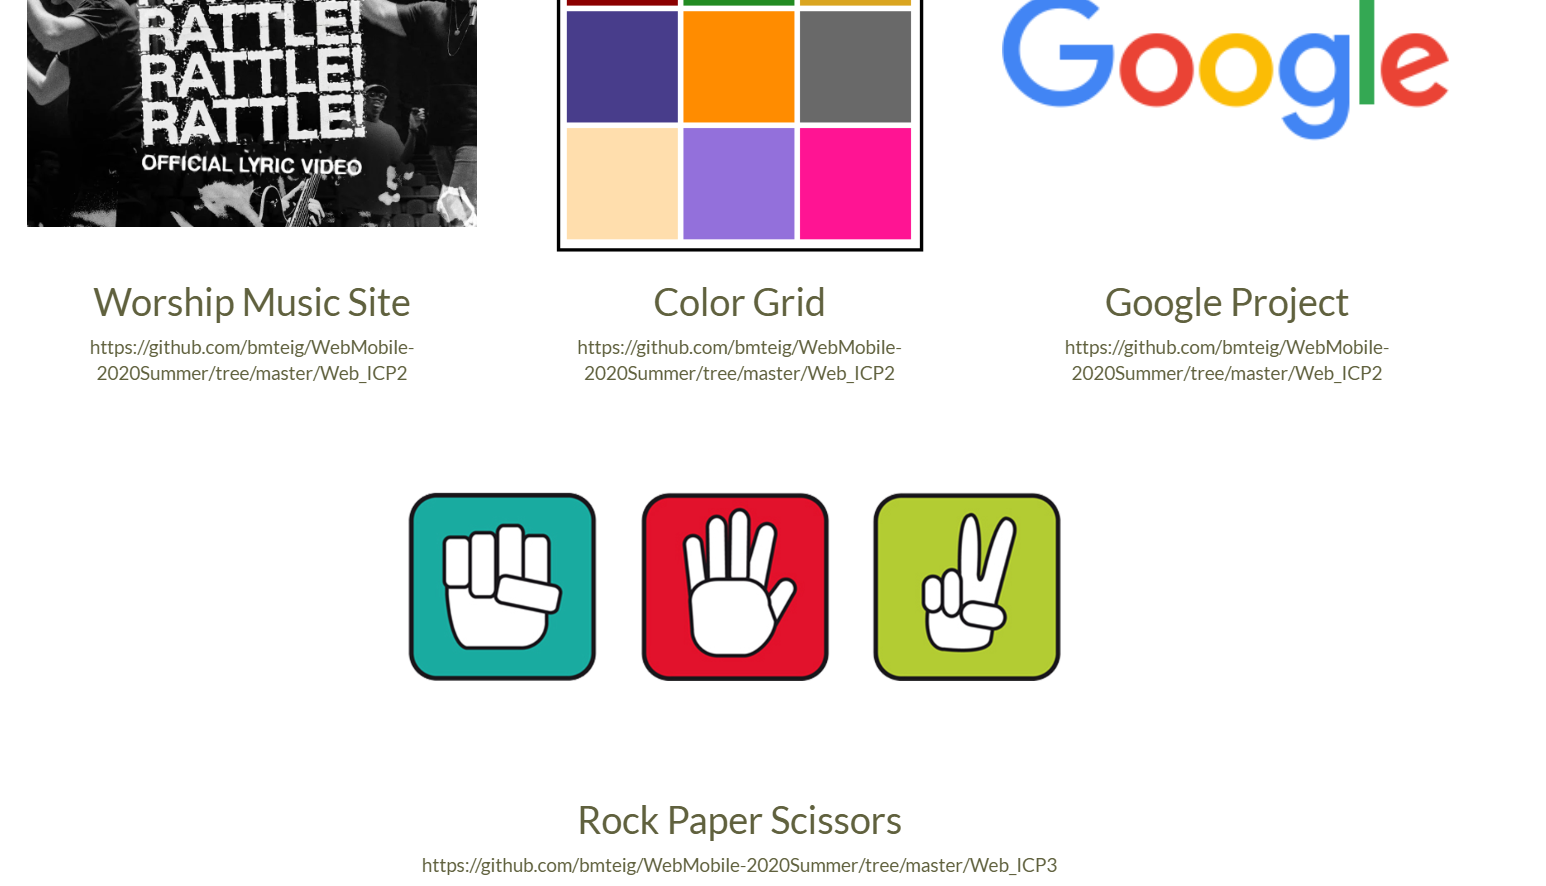 RATTLE!
RATTLE!
RATTLE!
OFFICIAL LYRIC VIDEO
Google
Worship Music Site
https://github.com/bmteig/WebMobile-
2020Summer/tree/master/Web_ICP2
Color Grid
https://github.com/bmteig/WebMobile-
2020Summer/tree/master/Web_ICP2
Google Project
https://github.com/bmteig/WebMobile-
2020Summer/tree/master/Web_ICP2
Rock Paper Scissors
https://github.com/bmteig/WebMobile-2020Summer/tree/master/Web_ICP3